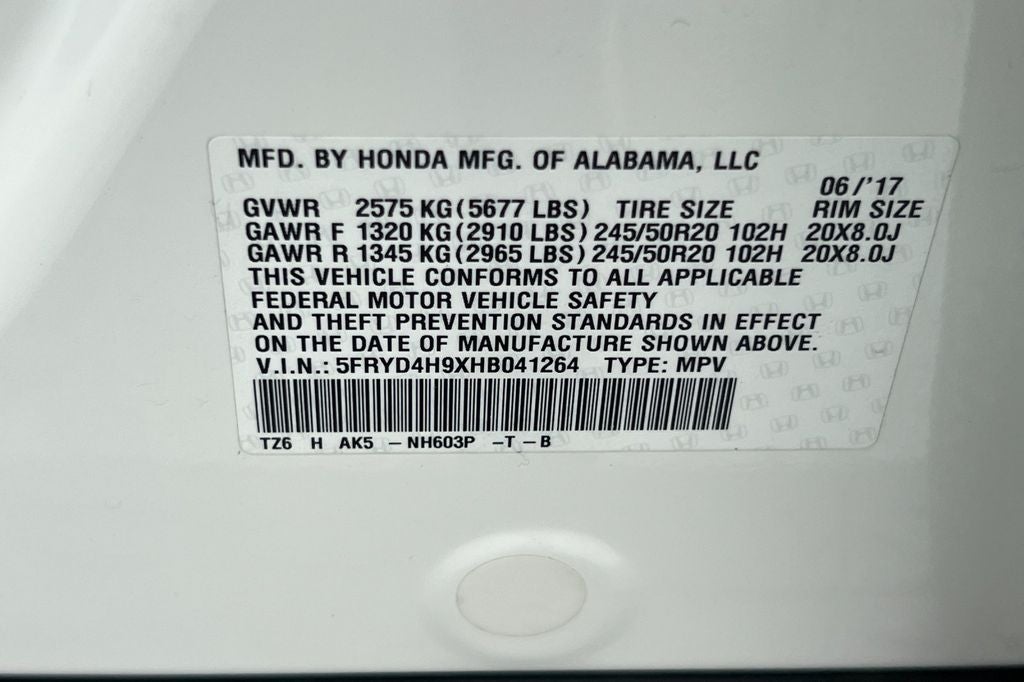 MFD. BY HONDA MFG. OF ALABAMA, LLC
06/'17
GVWR 2575 KG (5677 LBS) TIRE SIZE RIM SIZE
GAWR F 1320 KG (2910 LBS) 245/50R20 102H 20X8.0J
GAWR R 1345 KG (2965 LBS) 245/50R20 102H 20X8.0J
THIS VEHICLE CONFORMS TO ALL APPLICABLE
FEDERAL MOTOR VEHICLE SAFETY
AND THEFT PREVENTION STANDARDS IN EFFECT
ON THE DATE OF MANUFACTURE SHOWN ABOVE.
V.I.N.: 5FRYD4H9XHB041264 TYPE: MPV
TZ6 H AK5 – NH603P –T – B